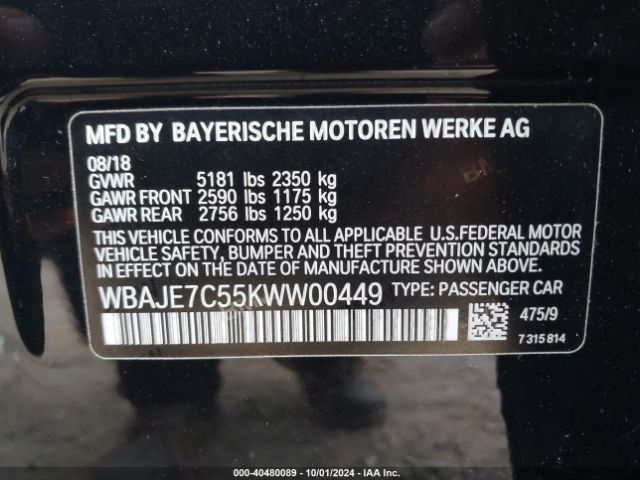 MFD BY BAYERISCHE MOTOREN WERKE AG
08/18
GVWR 5181 lbs 2350 kg
GAWR FRONT 2590 lbs 1175 kg
GAWR REAR 2756 lbs 1250 kg
THIS VEHICLE CONFORMS TO ALL APPLICABLE U.S.FEDERAL MOTOR
VEHICLE SAFETY, BUMPER AND THEFT PREVENTION STANDARDS
IN EFFECT ON THE DATE OF MANUFACTURE SHOWN ABOVE.
WBAJE7C55KWW00449 TYPE: PASSENGER CAR
475/9
7 315 814
000-40480089 - 10/01/2024 - IAA Inc.